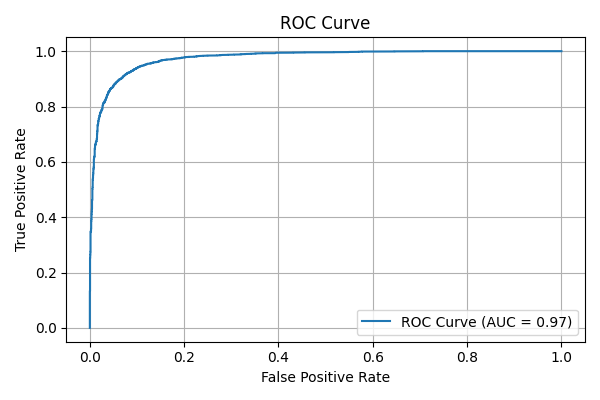 ROC Curve
True Positive Rate
1.0
0.8
0.6
0.4
0.2
0.0
ROC Curve (AUC = 0.97)
0.0 0.2 0.4 0.6 0.8 1.0
False Positive Rate